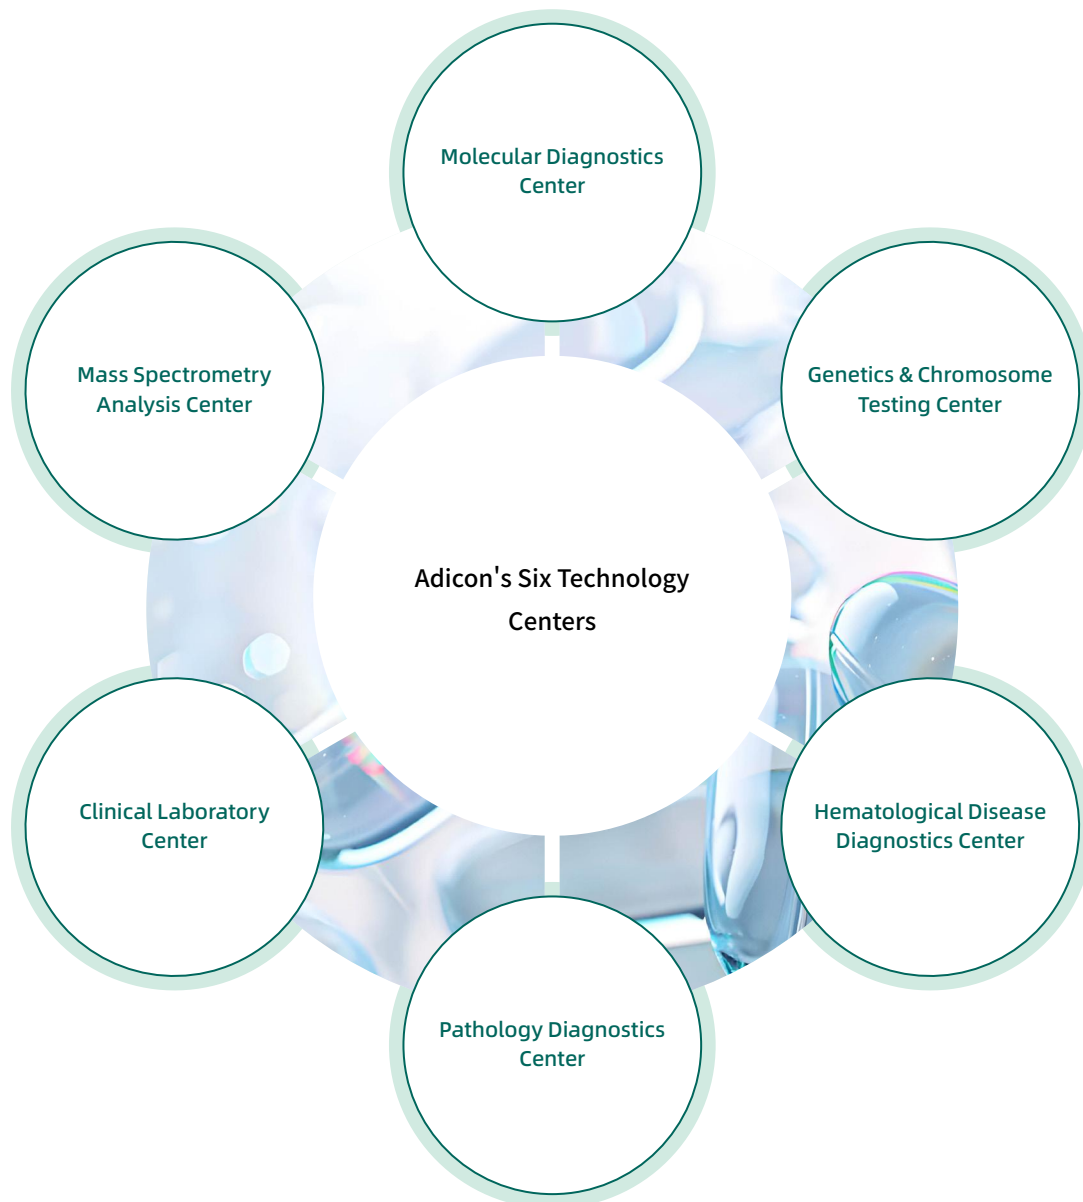 Molecular Diagnostics
Center
Mass Spectrometry
Analysis Center
Genetics & Chromosome
Testing Center
Adicon's Six Technology
Centers
Clinical Laboratory
Center
Hematological Disease
Diagnostics Center
Pathology Diagnostics
Center